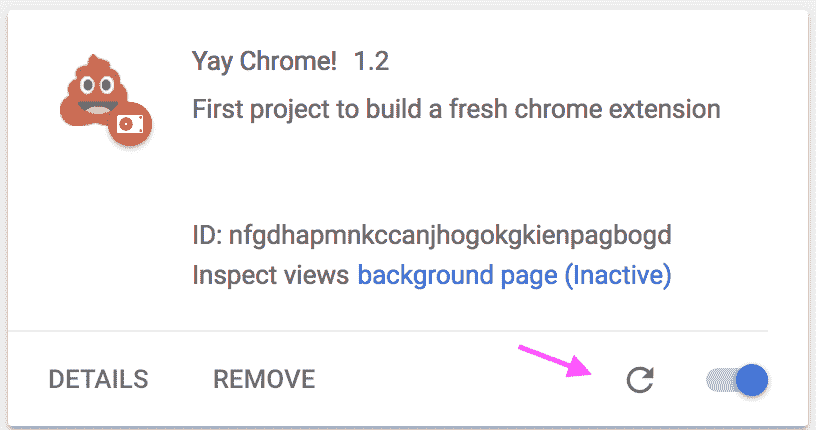 Yay Chrome! 1.2
First project to build a fresh chrome extension
ID: nfgdhapmnkccanjhogokgkienpagbogd
Inspect views background page (Inactive)
DETAILS REMOVE